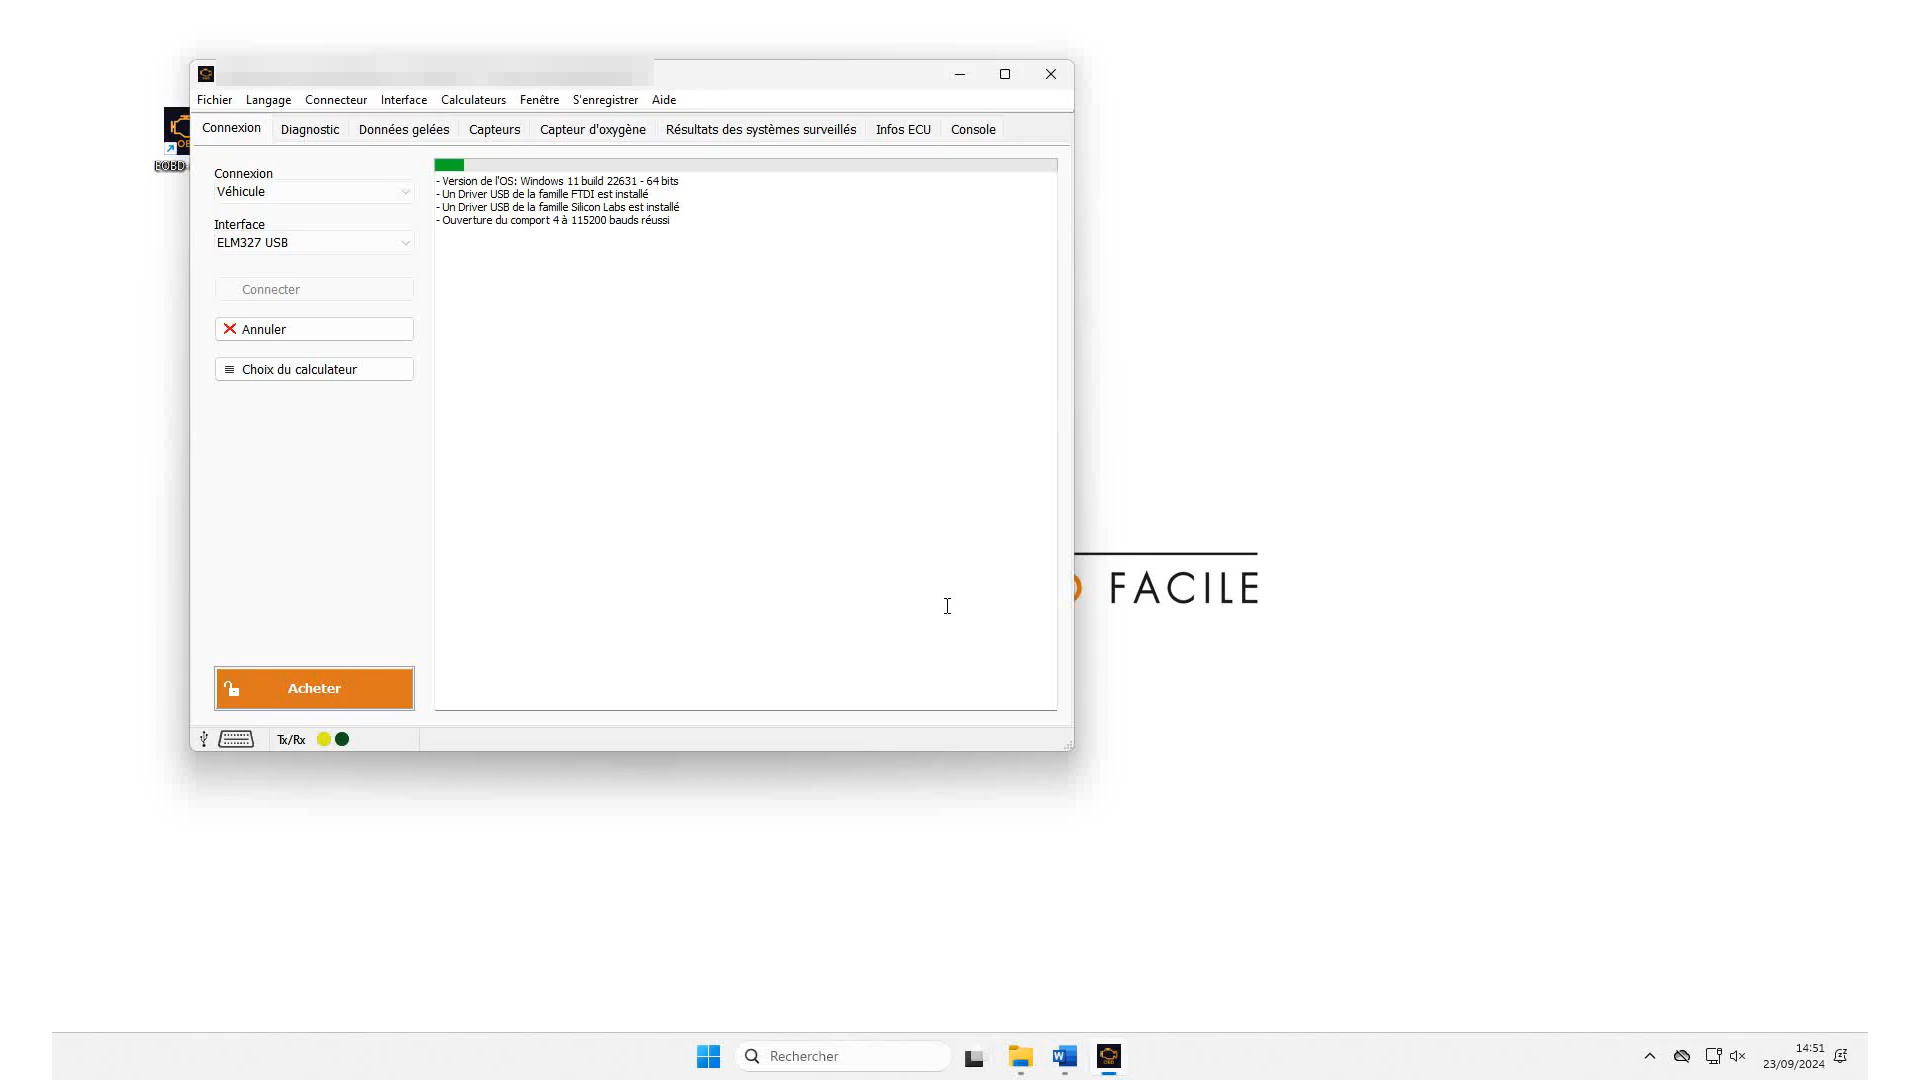 Fichier Langage Connecteur Interface Calculateurs Fenêtre S'enregistrer Aide
Connexion Diagnostic Données gelées Capteurs Capteur d'oxygène Résultats des systèmes surveillés Infos ECU Console
EOBD
Connexion
Véhicule
Interface
ELM327 USB
Connecter
Annuler
Choix du calculateur
Acheter
- Version de l'OS: Windows 11 build 22631 - 64 bits
- Un Driver USB de la famille FTDI est installé
- Un Driver USB de la famille Silicon Labs est installé
- Ouverture du comport 4 à 115200 bauds réussi
Tx/Rx
FACILE
Rechercher
14:51
23/09/2024